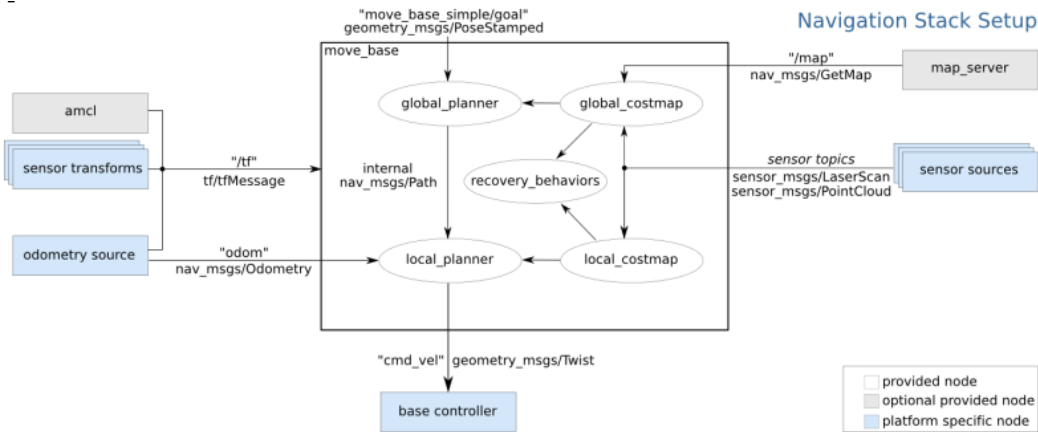 Navigation Stack Setup
"move_base_simple/goal"
geometry_msgs/PoseStamped
move_base
"/map"
nav_msgs/GetMap
map_server
amcl
global_planner
global_costmap
sensor transforms
"/tf"
tf/tfMessage
internal
nav_msgs/Path
recovery_behaviors
sensor topics
sensor_msgs/LaserScan
sensor_msgs/PointCloud
sensor sources
odometry source
"odom"
nav_msgs/Odometry
local_planner
local_costmap
"cmd_vel" geometry_msgs/Twist
base controller
provided node
optional provided node
platform specific node